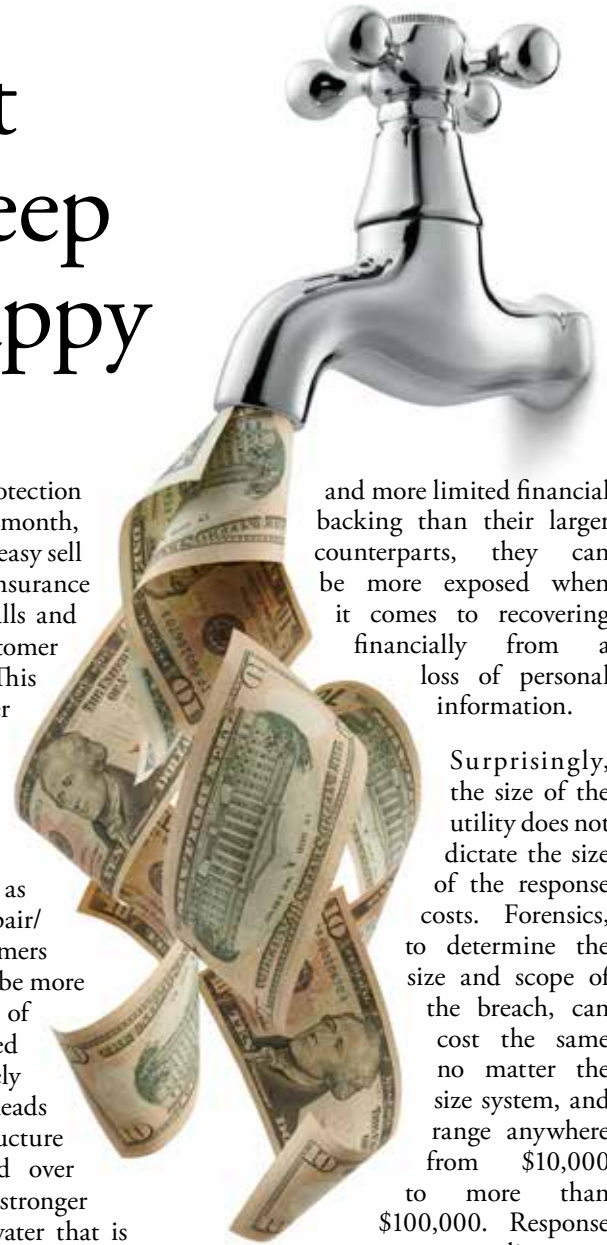 t
eep
appy
otection
month,
easy sell
nsurance
lls and
tomer
This
r
as
pair/
mers
be more
of
ed
ely
eads
ucture
d over
stronger
vater that is
and more limited financial
backing than their larger
counterparts, they can
be more exposed when
it comes to recovering
financially from a
loss of personal
information.
Surprisingly,
the size of the
utility does not
dictate the size
of the response
costs. Forensics,
to determine the
size and scope of
the breach, can
cost the same
no matter the
size system, and
range anywhere
from $10,000
to more than
$100,000. Response